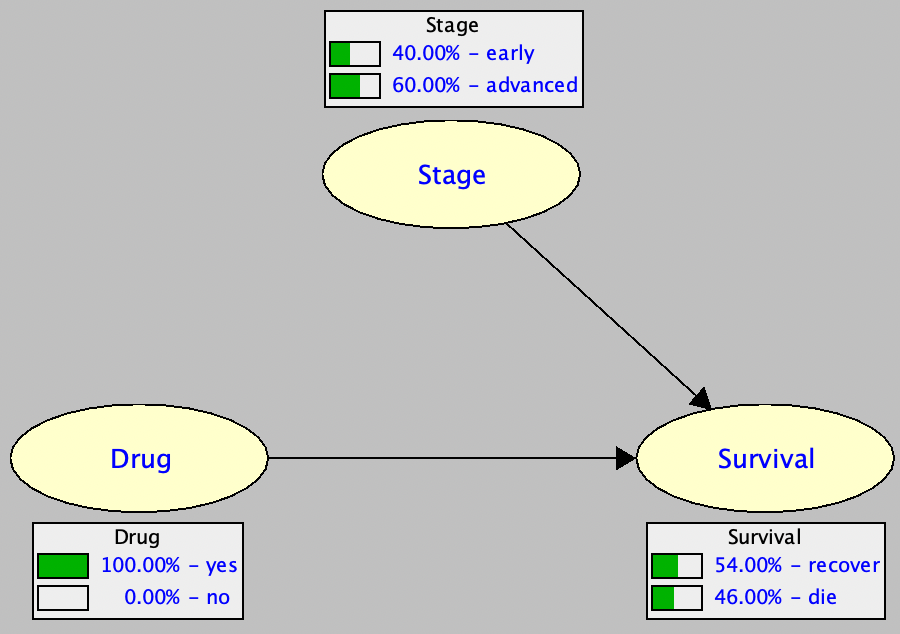 Stage
40.00% - early
60.00% - advanced
Stage
Drug
Survival
Drug
100.00% - yes
0.00% - no
Survival
54.00% - recover
46.00% - die